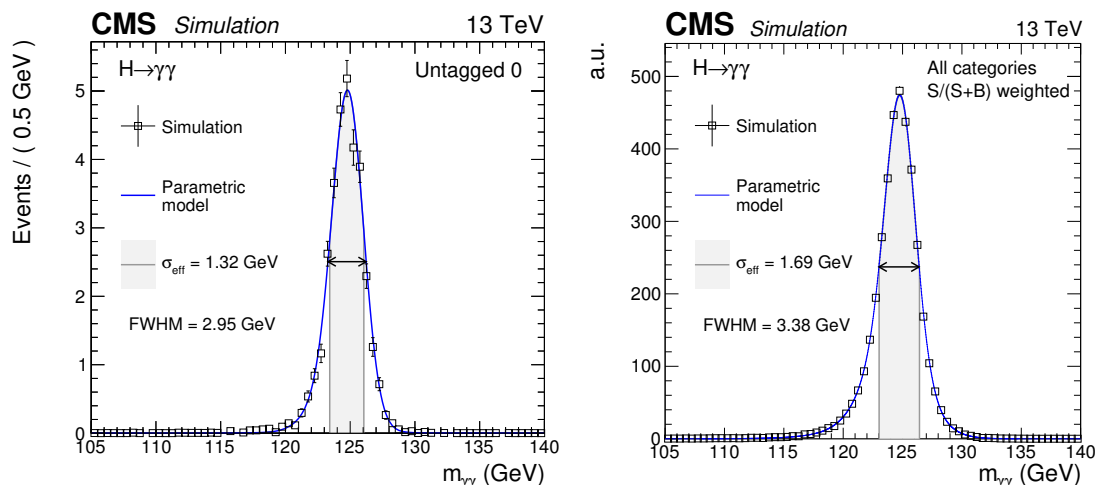 CMS Simulation 13 TeV
Events / ( 0.5 GeV )
H→γγ
Untagged 0
Simulation
Parametric
model
σeff = 1.32 GeV
FWHM = 2.95 GeV
5
4
3
2
1
0
105 110 115 120 125 130 135 140
mγγ (GeV)
CMS Simulation 13 TeV
a.u.
H→γγ
All categories
S/(S+B) weighted
Simulation
Parametric
model
σeff = 1.69 GeV
FWHM = 3.38 GeV
500
400
300
200
100
0
105 110 115 120 125 130 135 140
mγγ (GeV)